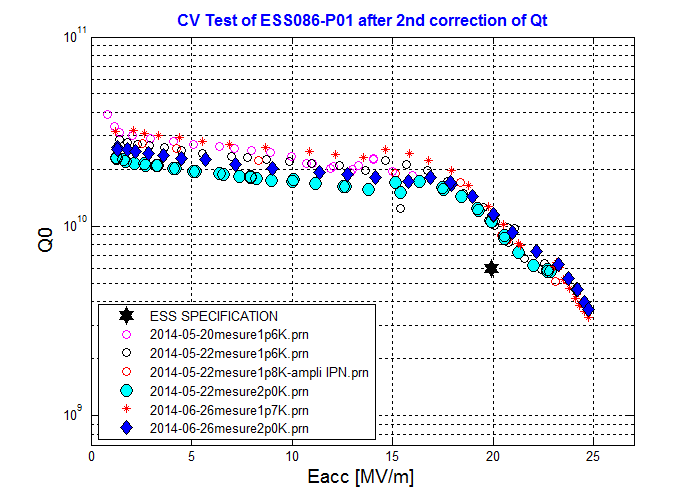 CV Test of ESS086-P01 after 2nd correction of Qt
10^11
10^10
10^9
Q0
ESS SPECIFICATION
2014-05-20mesure1p6K.prn
2014-05-22mesure1p6K.prn
2014-05-22mesure1p8K-ampli IPN.prn
2014-05-22mesure2p0K.prn
2014-06-26mesure1p7K.prn
2014-06-26mesure2p0K.prn
0 5 10 15 20 25
Eacc [MV/m]